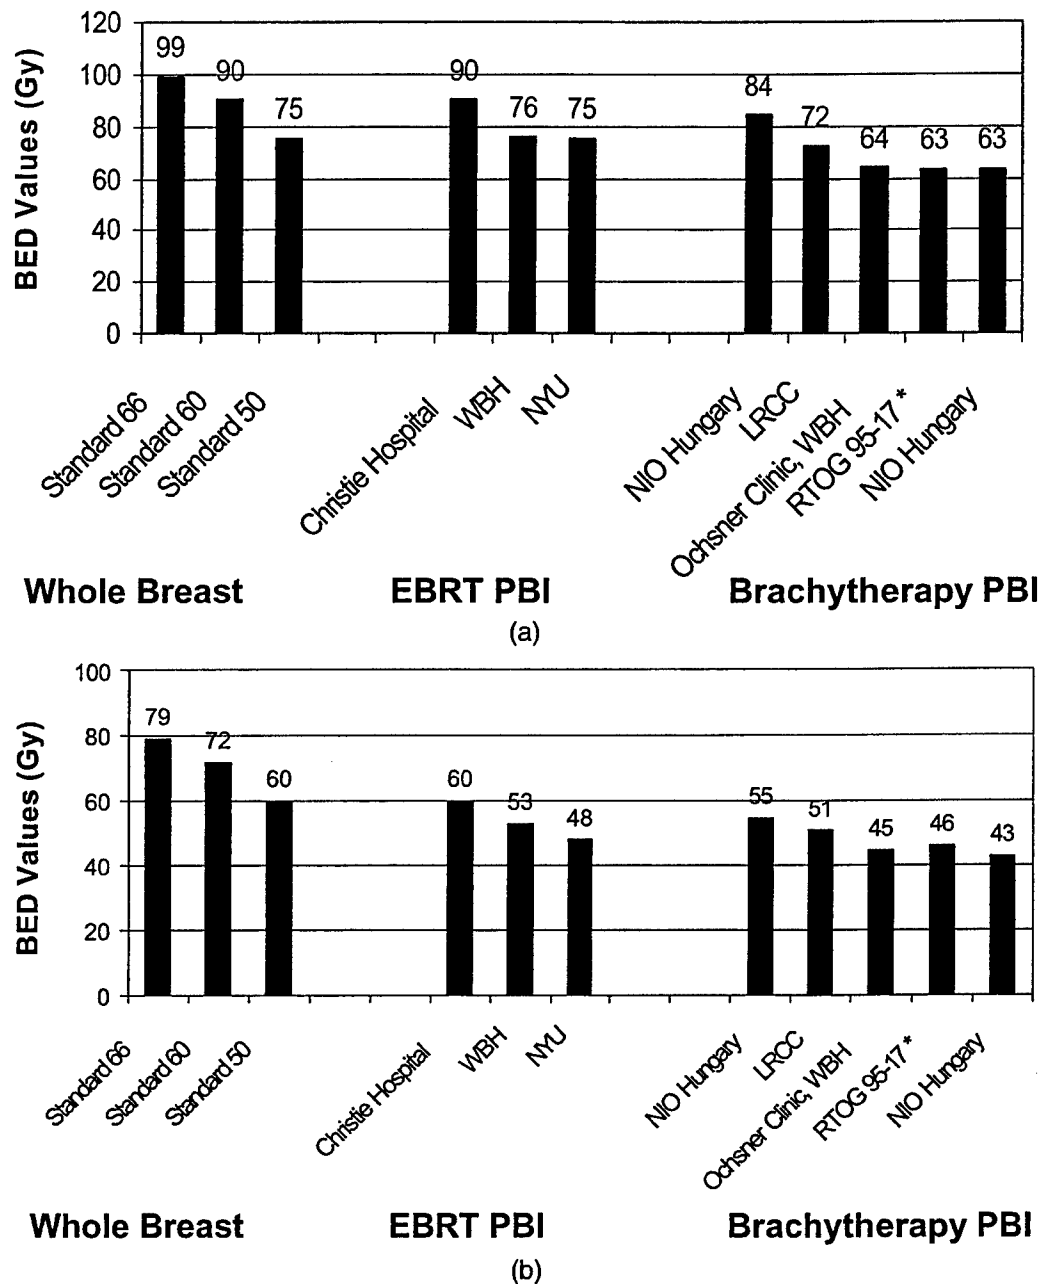 120
100
80
60
40
20
0
BED Values (Gy)
99
90
75
90
76
75
84
72
64
63
63
Standard 66
Standard 60
Standard 50
Christie Hospital
WBH
NYU
NIO Hungary
LRCC
Ochsner Clinic, WBH
RTOG 95-17*
NIO Hungary
Whole Breast EBRT PBI Brachytherapy PBI
(a)
100
80
60
40
20
0
BED Values (Gy)
79
72
60
60
53
48
55
51
45
46
43
Standard 66
Standard 60
Standard 50
Christie Hospital
WBH
NYU
NIO Hungary
LRCC
Ochsner Clinic, WBH
RTOG 95-17*
NIO Hungary
Whole Breast EBRT PBI Brachytherapy PBI
(b)